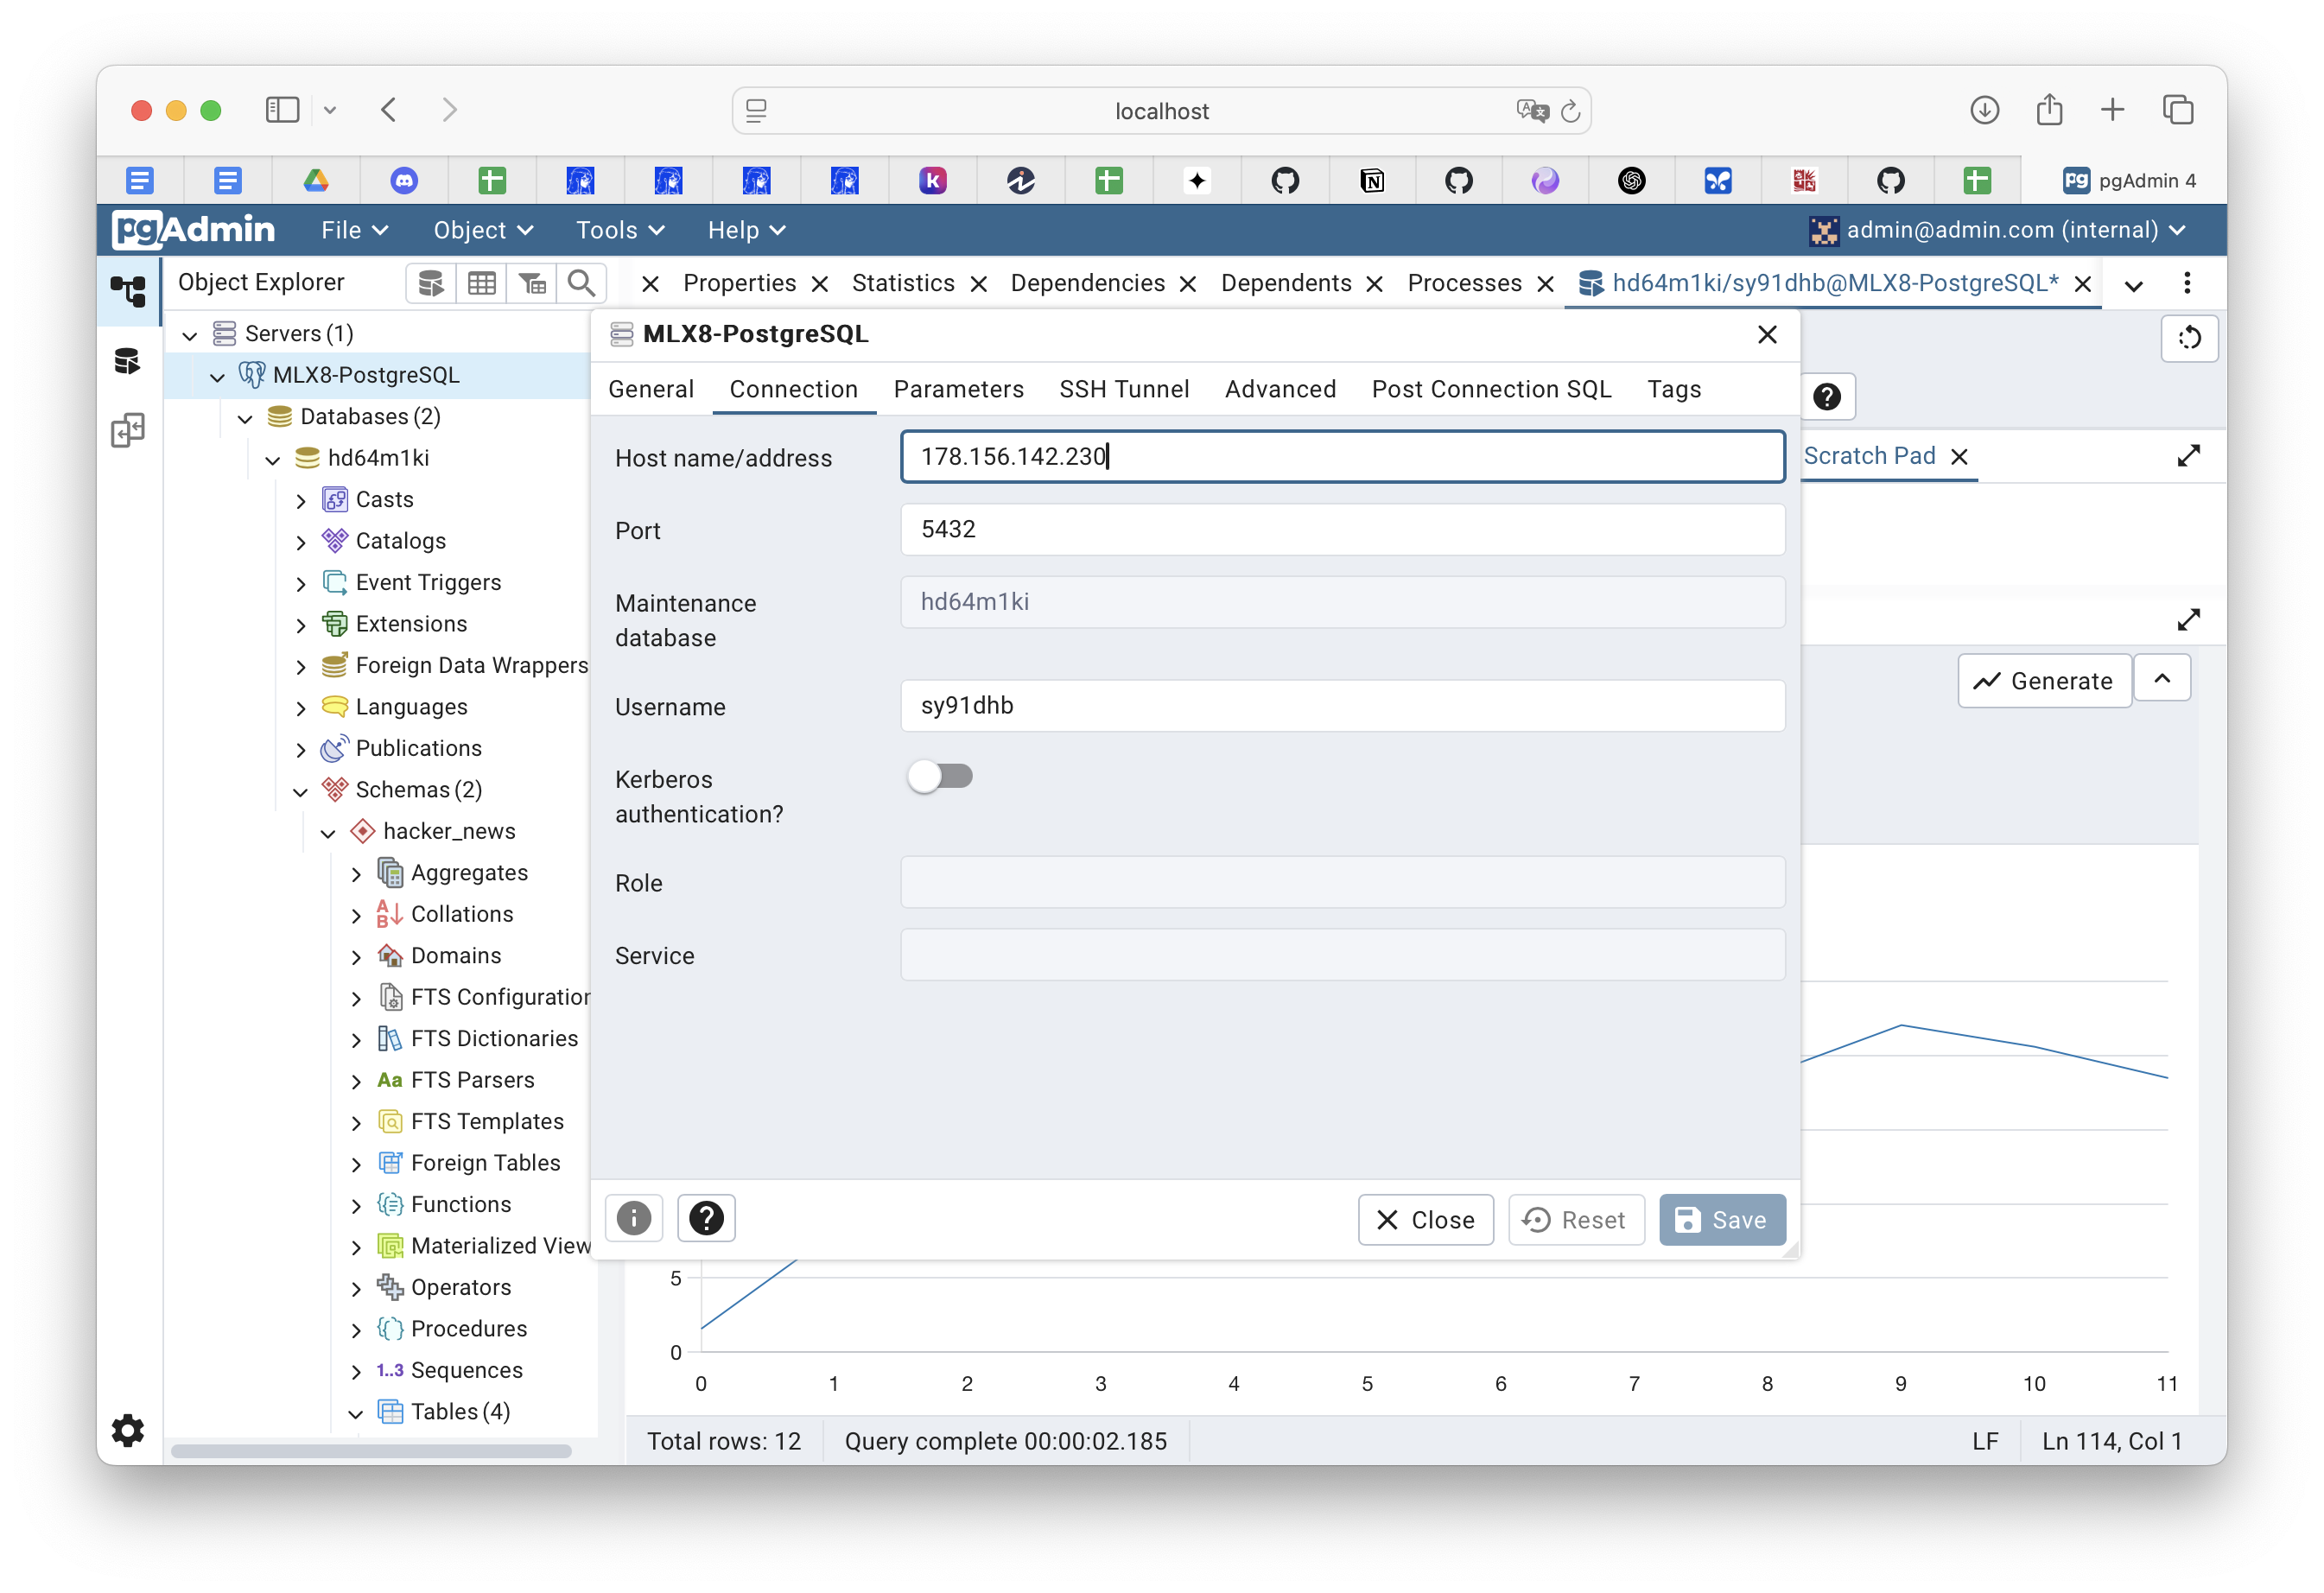 localhost
pgAdmin 4
pgAdmin File Object Tools Help admin@admin.com (internal)
Object Explorer
Properties Statistics Dependencies Dependents Processes hd64m1ki/sy91dhb@MLX8-PostgreSQL*
Servers (1)
MLX8-PostgreSQL
Databases (2)
hd64m1ki
Casts
Catalogs
Event Triggers
Extensions
Foreign Data Wrappers
Languages
Publications
Schemas (2)
hacker_news
Aggregates
Collations
Domains
FTS Configuration
FTS Dictionaries
Aa FTS Parsers
FTS Templates
Foreign Tables
Functions
Materialized View
Operators
Procedures
1..3 Sequences
Tables (4)
MLX8-PostgreSQL
General Connection Parameters SSH Tunnel Advanced Post Connection SQL Tags
Host name/address 178.156.142.230
Port 5432
Maintenance database hd64m1ki
Username sy91dhb
Kerberos authentication?
Role
Service
Close Reset Save
Scratch Pad
Generate
5
0
0 1 2 3 4 5 6 7 8 9 10 11
Total rows: 12 Query complete 00:00:02.185 LF Ln 114, Col 1